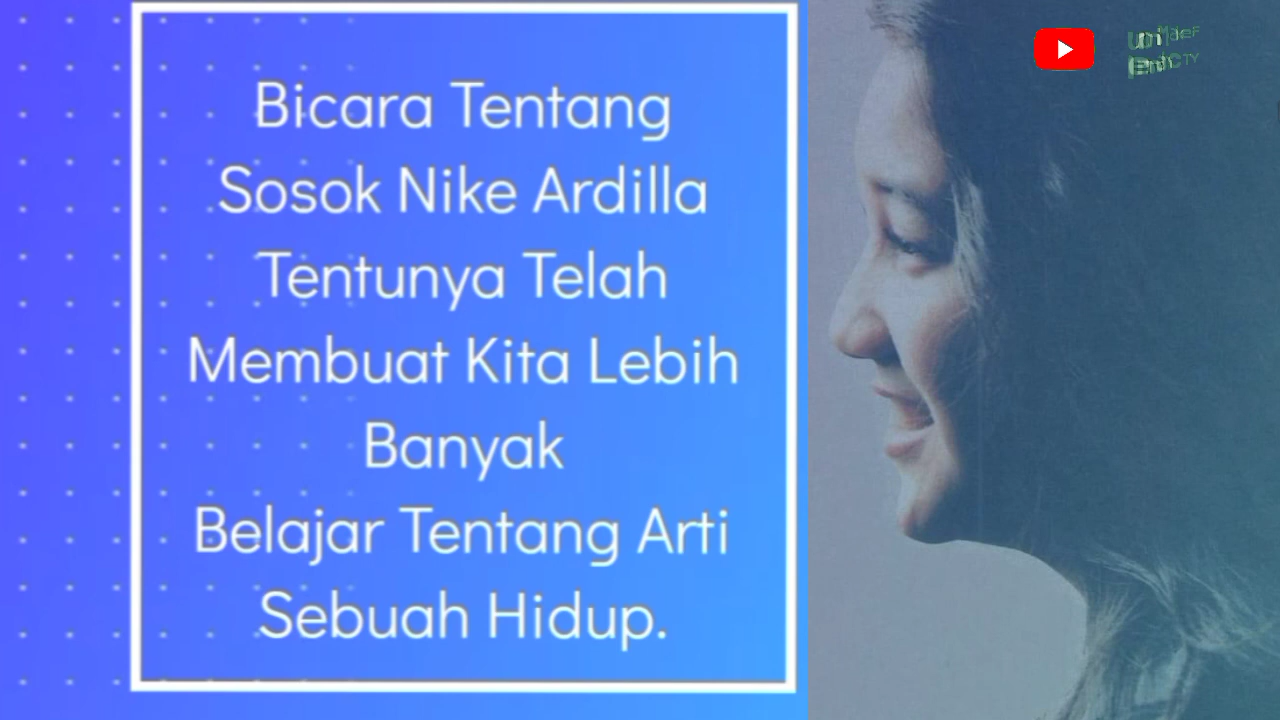 Bicara Tentang
Sosok Nike Ardilla
Tentunya Telah
Membuat Kita Lebih
Banyak
Belajar Tentang Arti
Sebuah Hidup.